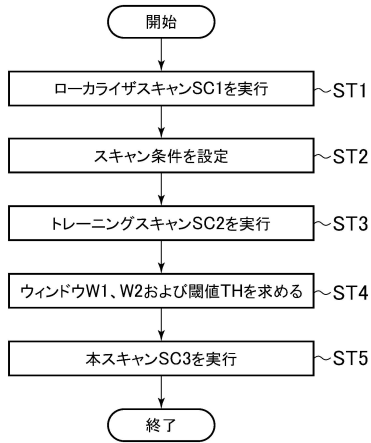 開始
ローカライザスキャンSC1を実行
ST1
スキャン条件を設定
ST2
トレーニングスキャンSC2を実行
ST3
ウィンドウW1、W2および閾値THを求める
ST4
本スキャンSC3を実行
ST5
終了